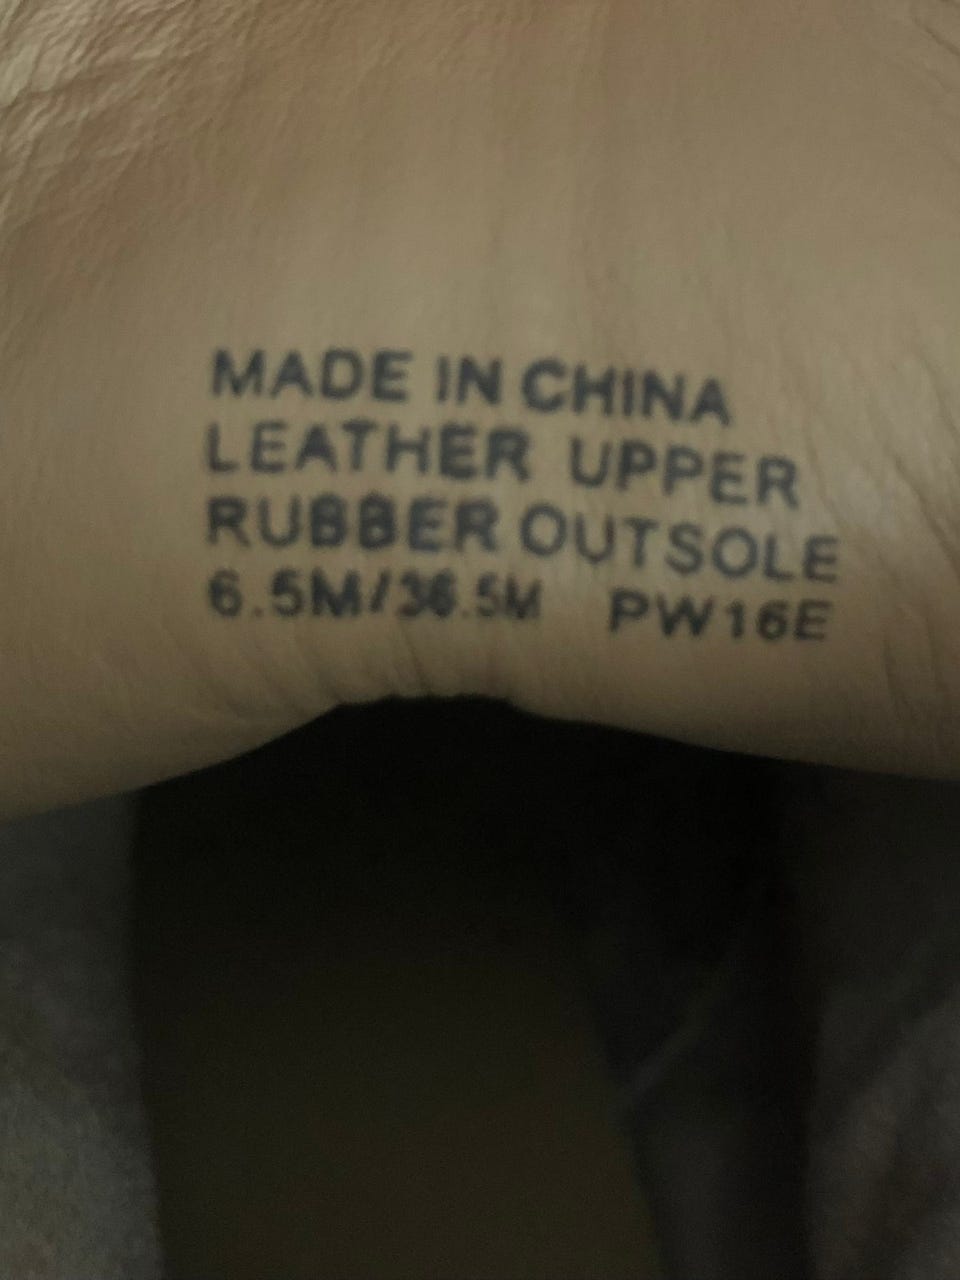 MADE IN CHINA
LEATHER UPPER
RUBBER OUTSOLE
6.5M/36.5M PW16E